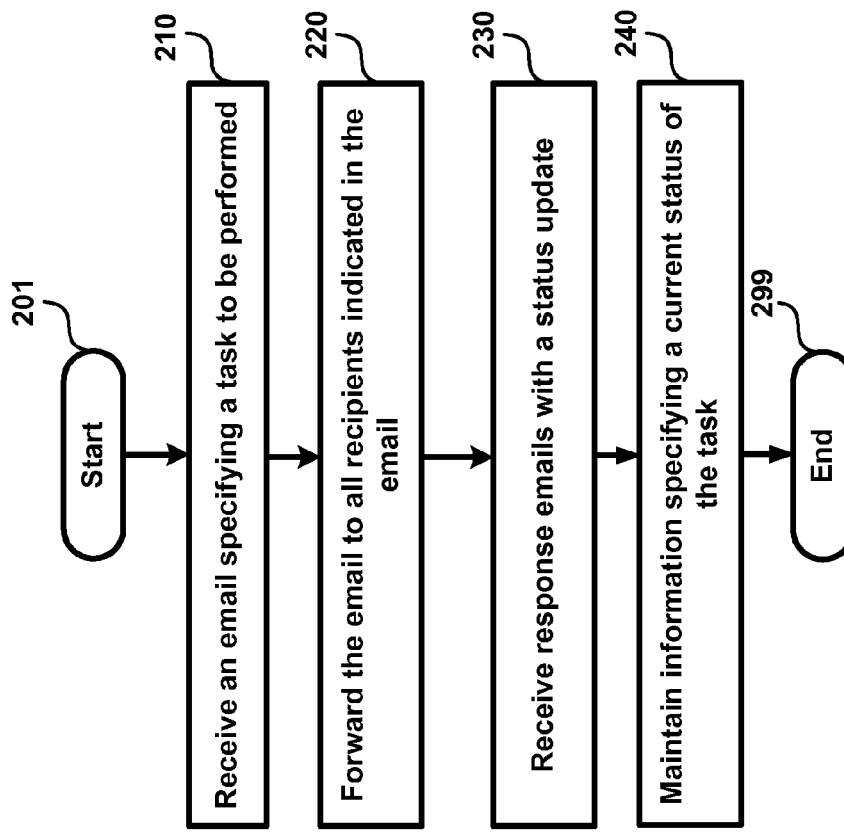 201
Start
210
Receive an email specifying a task to be performed
220
Forward the email to all recipients indicated in the
email
230
Receive response emails with a status update
240
Maintain information specifying a current status of
the task
299
End